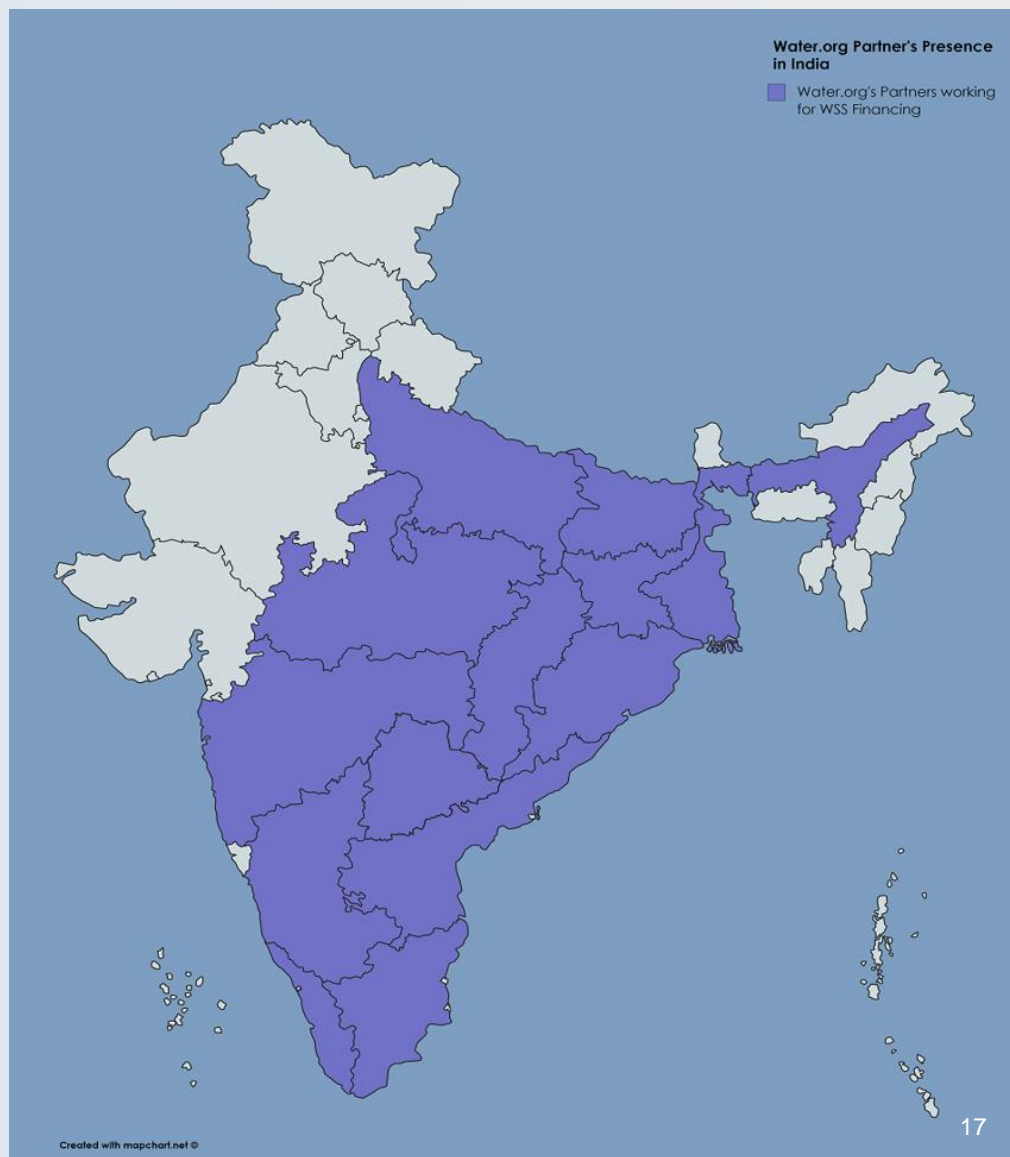 Water.org Partner's Presence
in India
Water.org's Partners working
for WSS Financing
17
Created with mapchart.net ©